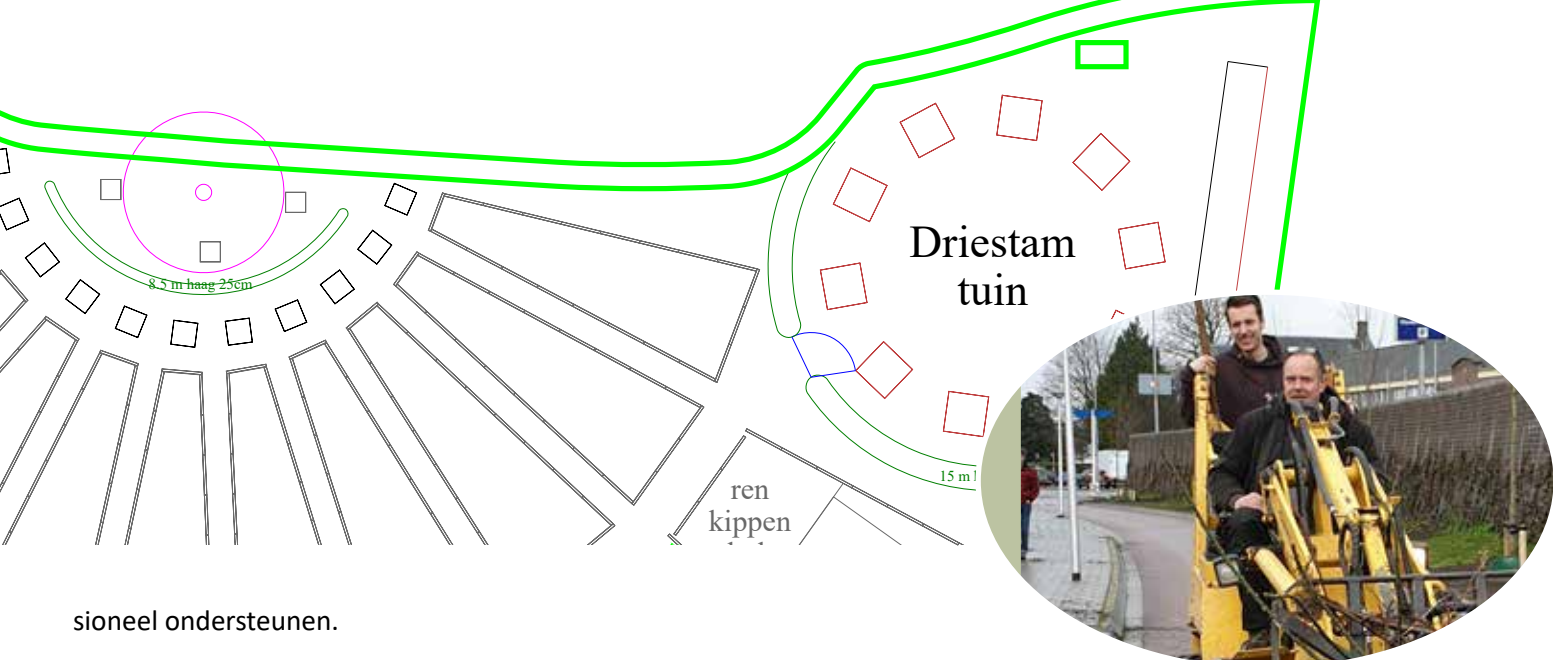 Driestam
tuin
8.5 m haag 25cm
15 m
ren
kippen
sioneel ondersteunen.